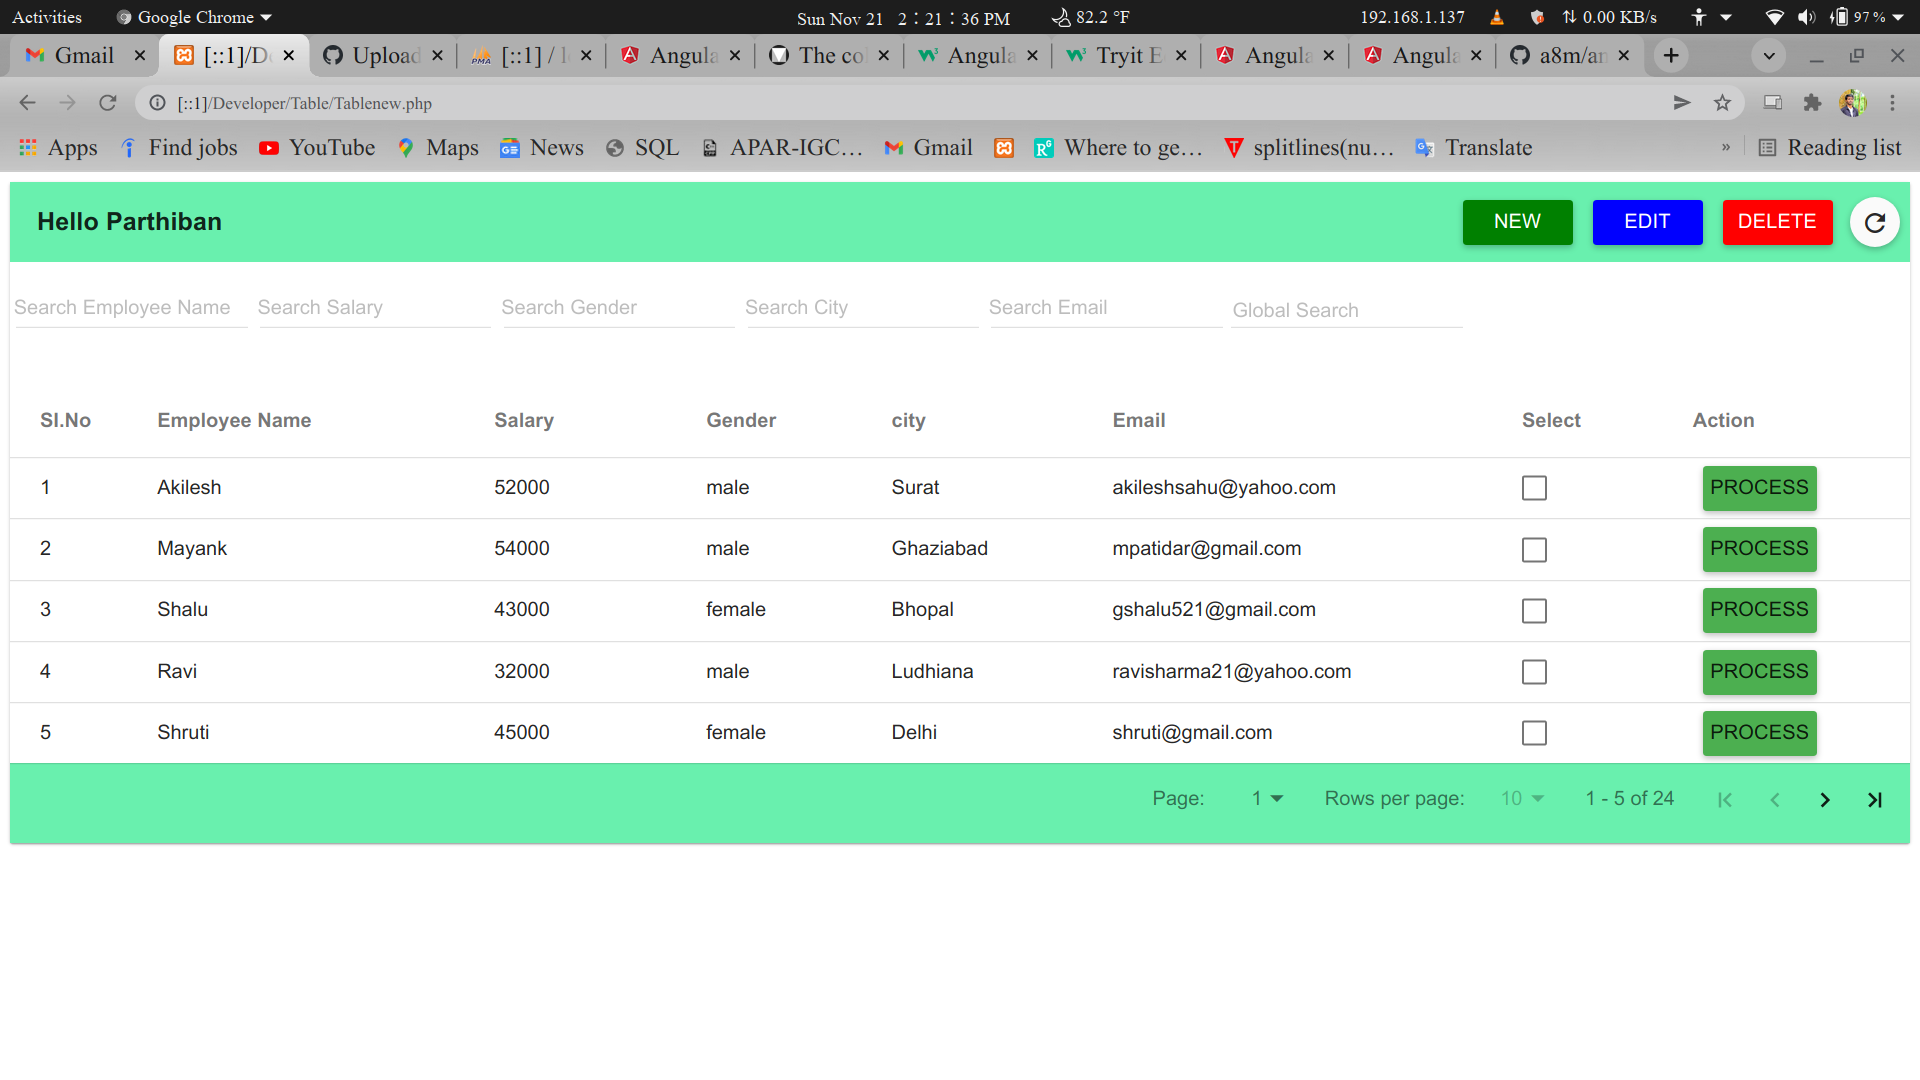 Activities Google Chrome Sun Nov 21 2:21:36 PM 82.2 °F 192.168.1.137 0.00 KB/s 97 %
Gmail [::1]/De Upload [::1] / lo Angula The co Angula Tryit E Angula Angula a8m/an
[::1]/Developer/Table/Tablenew.php
Apps Find jobs YouTube Maps News SQL APAR-IGC… Gmail Where to ge… splitlines(nu… Translate » Reading list
Hello Parthiban NEW EDIT DELETE
Search Employee Name Search Salary Search Gender Search City Search Email Global Search
Sl.No Employee Name Salary Gender city Email Select Action
1 Akilesh 52000 male Surat akileshsahu@yahoo.com PROCESS
2 Mayank 54000 male Ghaziabad mpatidar@gmail.com PROCESS
3 Shalu 43000 female Bhopal gshalu521@gmail.com PROCESS
4 Ravi 32000 male Ludhiana ravisharma21@yahoo.com PROCESS
5 Shruti 45000 female Delhi shruti@gmail.com PROCESS
Page: 1 Rows per page: 10 1 - 5 of 24